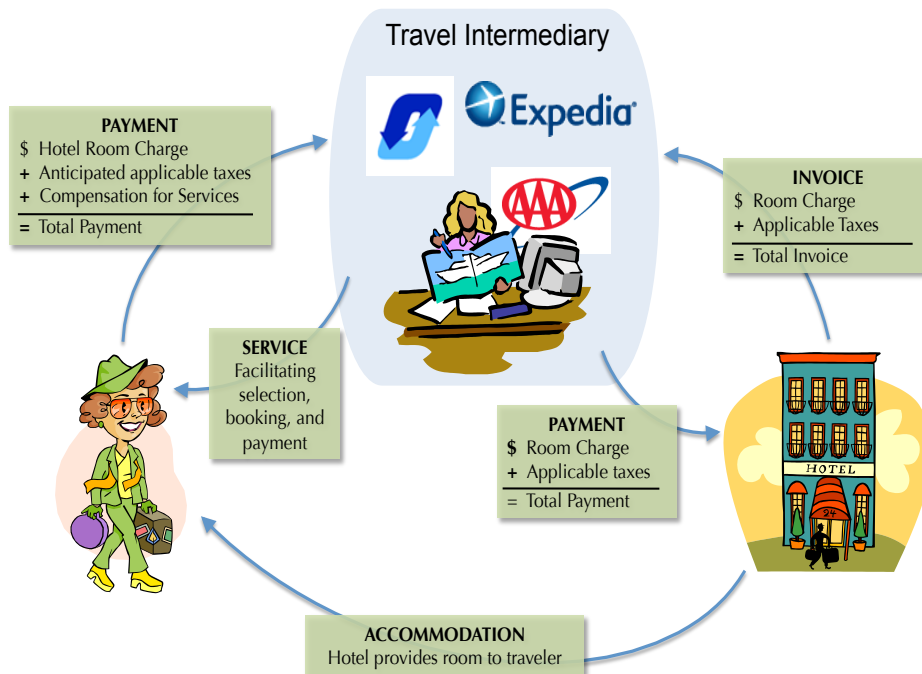 Travel Intermediary
Expedia®
AAA
PAYMENT
$ Hotel Room Charge
+ Anticipated applicable taxes
+ Compensation for Services
= Total Payment
INVOICE
$ Room Charge
+ Applicable Taxes
= Total Invoice
SERVICE
Facilitating
selection,
booking, and
payment
PAYMENT
$ Room Charge
+ Applicable taxes
= Total Payment
HOTEL
24
ACCOMMODATION
Hotel provides room to traveler